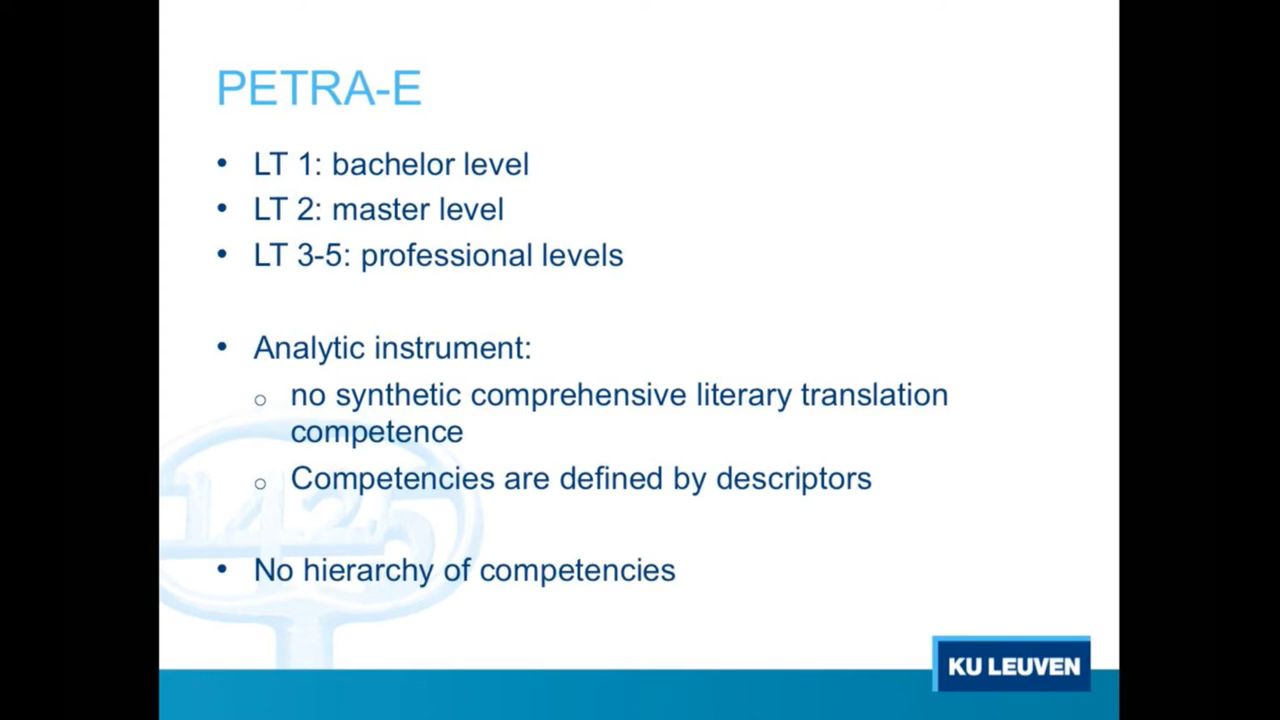 PETRA-E
• LT 1: bachelor level
• LT 2: master level
• LT 3-5: professional levels
• Analytic instrument:
o no synthetic comprehensive literary translation
competence
o Competencies are defined by descriptors
• No hierarchy of competencies
1425
KU LEUVEN